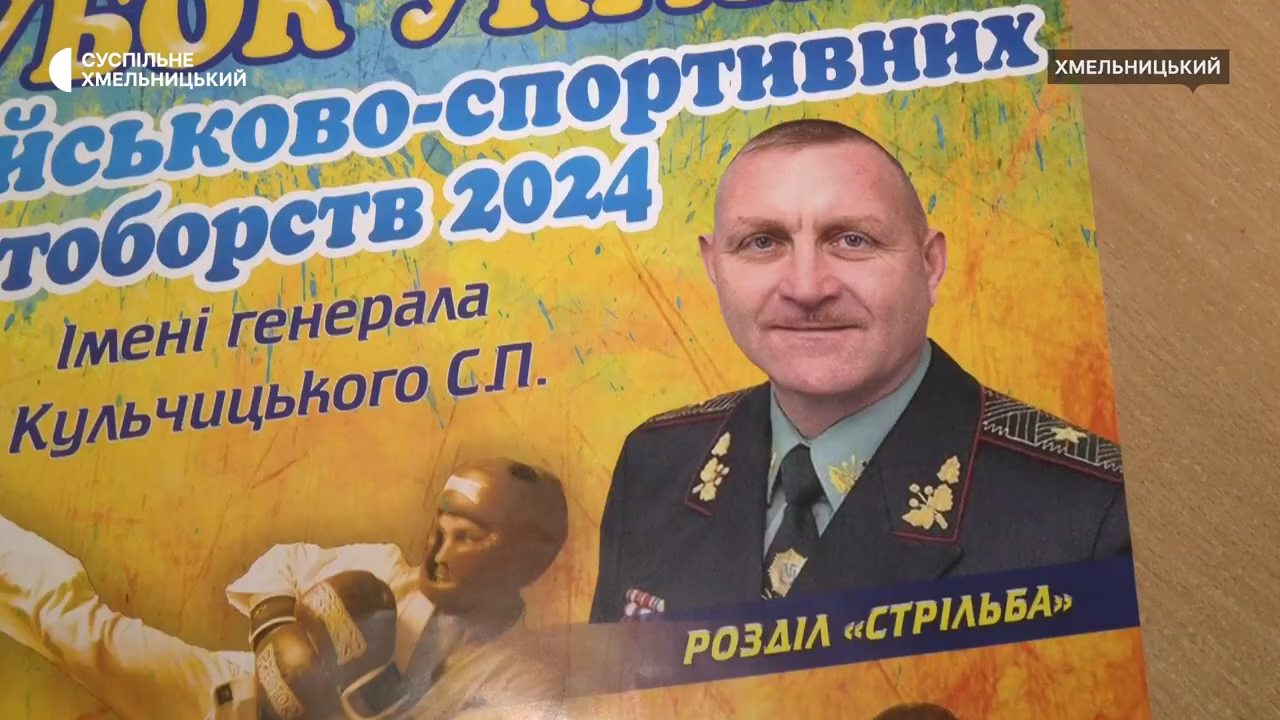 СУСПІЛЬНЕ
ХМЕЛЬНИЦЬКИЙ
ХМЕЛЬНИЦЬКИЙ
йськово-спортивних
тоборств 2024
Імені генерала
Кульчицького С.П.
РОЗДІЛ «СТРІЛЬБА»